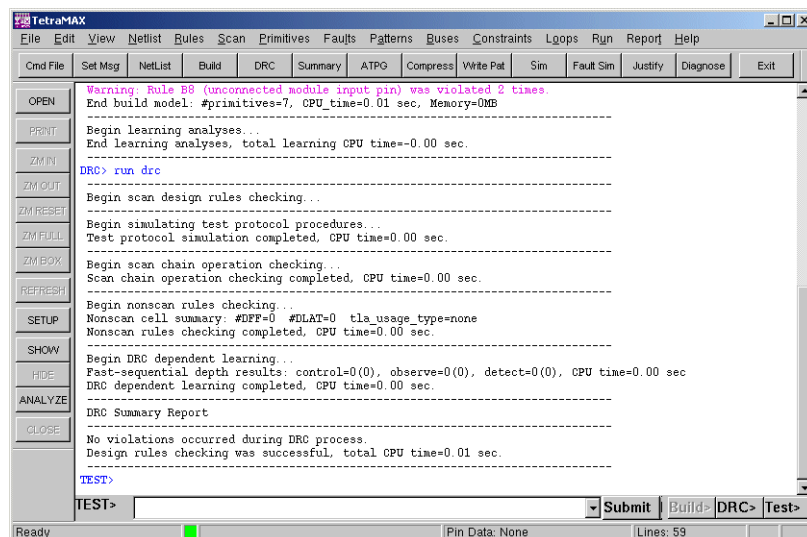 TetraMAX
File Edit View Netlist Rules Scan Primitives Faults Patterns Buses Constraints Loops Run Report Help
Cmd File Set Msg NetList Build DRC Summary ATPG Compress Write Pat Sim Fault Sim Justify Diagnose Exit
OPEN
PRINT
ZM IN
ZM OUT
ZM RESET
ZM FULL
ZM BOX
REFRESH
SETUP
SHOW
HIDE
ANALYZE
CLOSE
Warning: Rule B8 (unconnected module input pin) was violated 2 times.
End build model: #primitives=7, CPU_time=0.01 sec, Memory=0MB
------------------------------------------------------------------------------
Begin learning analyses...
End learning analyses, total learning CPU time=-0.00 sec.
------------------------------------------------------------------------------
DRC> run drc
------------------------------------------------------------------------------
Begin scan design rules checking...
------------------------------------------------------------------------------
Begin simulating test protocol procedures...
Test protocol simulation completed, CPU time=0.00 sec.
------------------------------------------------------------------------------
Begin scan chain operation checking...
Scan chain operation checking completed, CPU time=0.00 sec.
------------------------------------------------------------------------------
Begin nonscan rules checking...
Nonscan cell summary: #DFF=0 #DLAT=0 tla_usage_type=none
Nonscan rules checking completed, CPU time=0.00 sec.
------------------------------------------------------------------------------
Begin DRC dependent learning...
Fast-sequential depth results: control=0(0), observe=0(0), detect=0(0), CPU time=0.00 sec
DRC dependent learning completed, CPU time=0.00 sec.
------------------------------------------------------------------------------
DRC Summary Report
------------------------------------------------------------------------------
No violations occurred during DRC process.
Design rules checking was successful, total CPU time=0.01 sec.
------------------------------------------------------------------------------
TEST>
TEST> Submit Build> DRC> Test>
Ready Pin Data: None Lines: 59